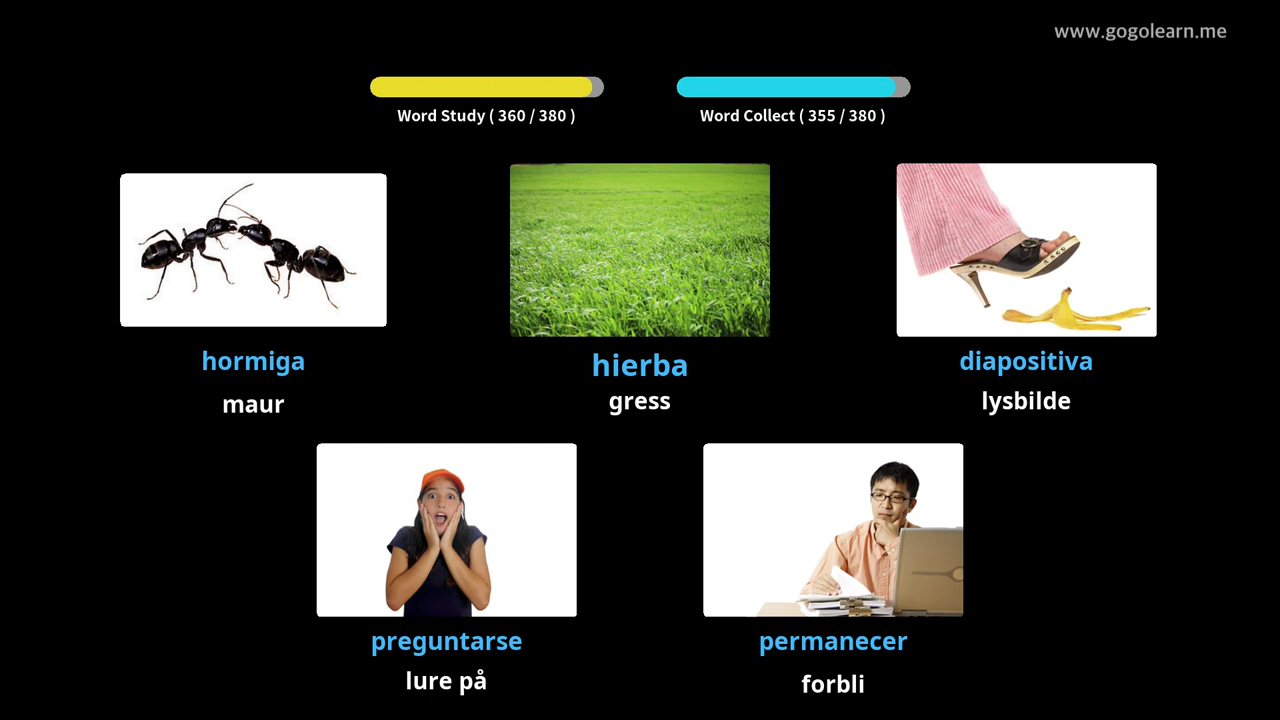 www.gogolearn.me
Word Study ( 360 / 380 )
Word Collect ( 355 / 380 )
hormiga
maur
hierba
gress
diapositiva
lysbilde
preguntarse
lure på
permanecer
forbli